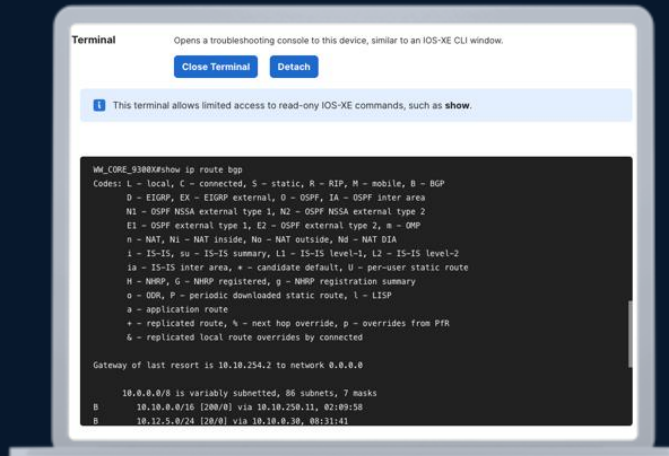 Terminal
Opens a troubleshooting console to this device, similar to an IOS-XE CLI window.
Close Terminal
Detach
i
This terminal allows limited access to read-ony IOS-XE commands, such as show.
WW_CORE_9300X#show ip route bgp
Codes: L - local, C - connected, S - static, R - RIP, M - mobile, B - BGP
D - EIGRP, EX - EIGRP external, O - OSPF, IA - OSPF inter area
N1 - OSPF NSSA external type 1, N2 - OSPF NSSA external type 2
E1 - OSPF external type 1, E2 - OSPF external type 2, m - OMP
n - NAT, Ni - NAT inside, No - NAT outside, Nd - NAT DIA
i - IS-IS, su - IS-IS summary, L1 - IS-IS level-1, L2 - IS-IS level-2
ia - IS-IS inter area, * - candidate default, U - per-user static route
H - NHRP, G - NHRP registered, g - NHRP registration summary
o - ODR, P - periodic downloaded static route, l - LISP
a - application route
+ - replicated route, % - next hop override, p - overrides from PfR
& - replicated local route overrides by connected
Gateway of last resort is 10.10.254.2 to network 0.0.0.0
10.0.0.0/8 is variably subnetted, 86 subnets, 7 masks
B 10.10.0.0/16 [200/0] via 10.10.250.11, 02:09:58
B 10.12.5.0/24 [20/0] via 10.10.0.30, 08:31:41